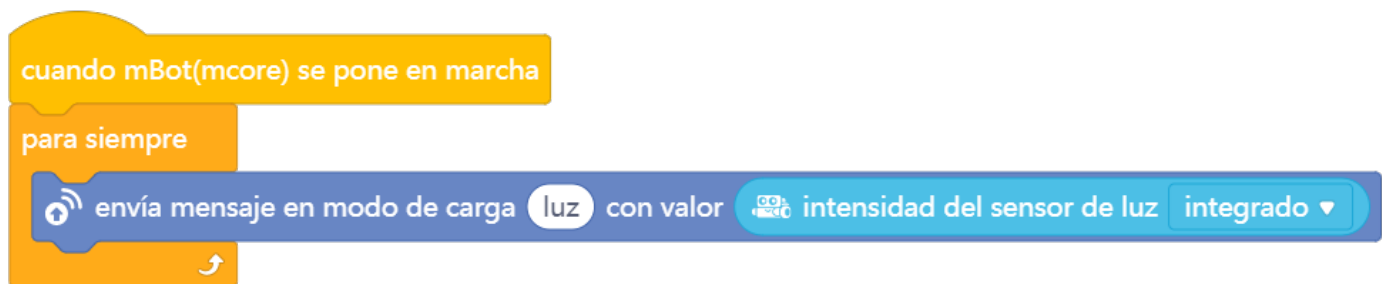 cuando mBot(mcore) se pone en marcha
para siempre
envía mensaje en modo de carga luz con valor intensidad del sensor de luz integrado